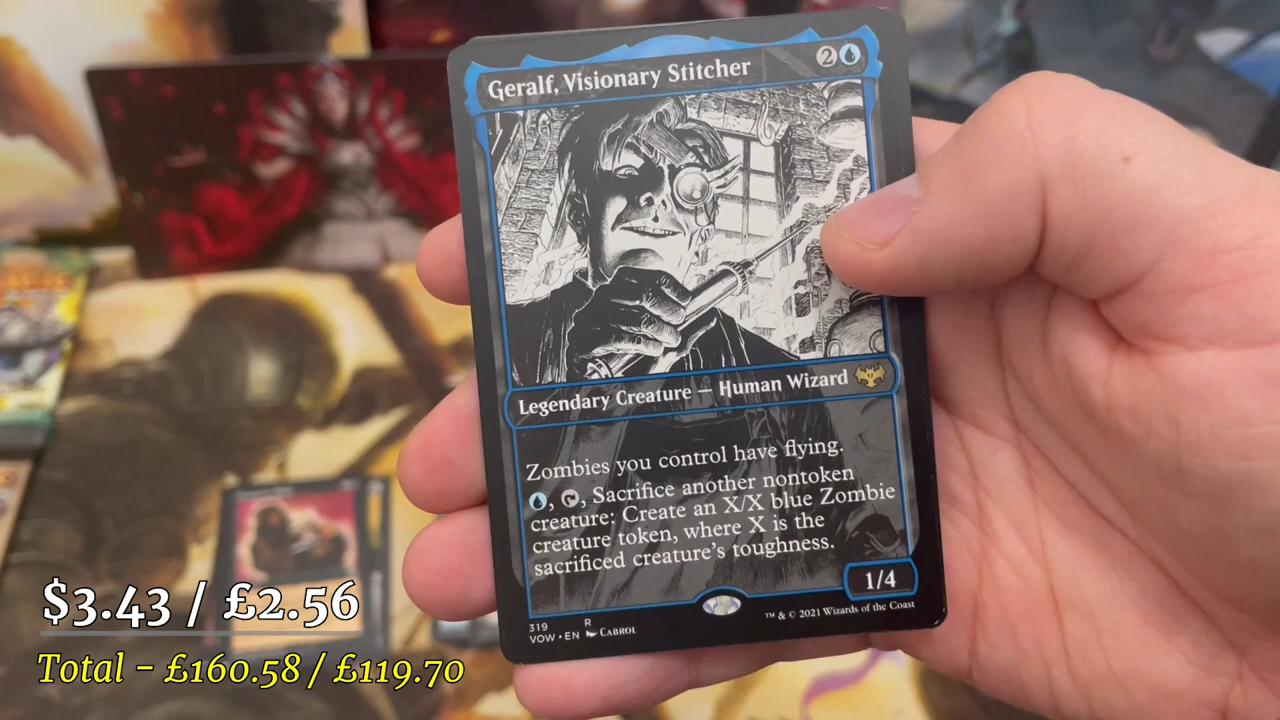 Geralf, Visionary Stitcher
2
Legendary Creature — Human Wizard
Zombies you control have flying.
, , Sacrifice another nontoken
creature: Create an X/X blue Zombie
creature token, where X is the
sacrificed creature's toughness.
1/4
319 R
VOW • EN CABROL
™ & © 2021 Wizards of the Coast
$3.43 / £2.56
Total - £160.58 / £119.70